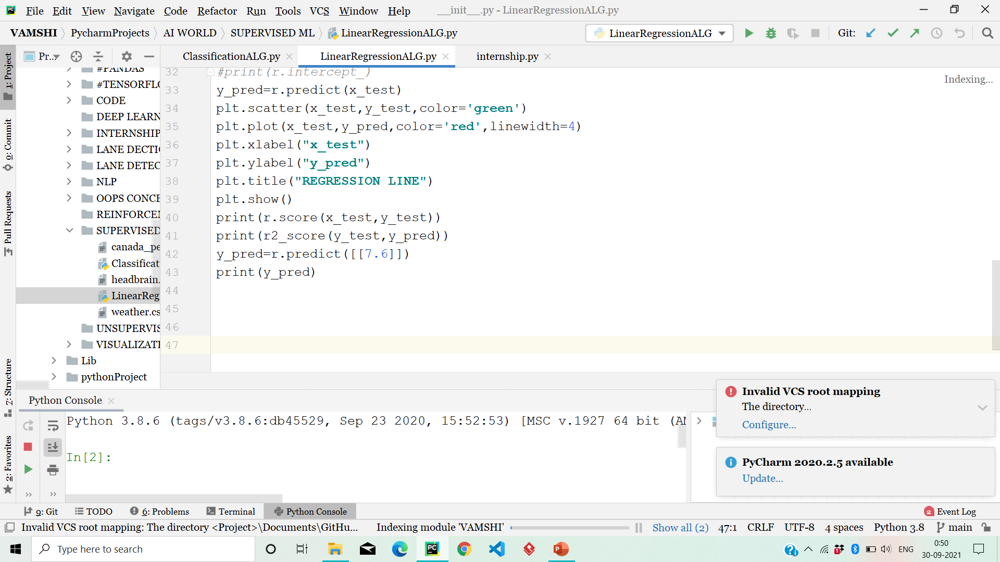 File Edit View Navigate Code Refactor Run Tools VCS Window Help __init__.py - LinearRegressionALG.py
VAMSHI PycharmProjects AI WORLD SUPERVISED ML LinearRegressionALG.py LinearRegressionALG Git:
Pr... ClassificationALG.py LinearRegressionALG.py internship.py
1: Project
0: Commit
Pull Requests
7: Structure
2: Favorites
#PANDAS
#TENSORFLO
CODE
DEEP LEARN
INTERNSHIP
LANE DECTI
LANE DETEC
NLP
OOPS CONCE
REINFORCEM
SUPERVISED
canada_pe
Classificat
headbrain.
LinearReg
weather.cs
UNSUPERVIS
VISUALIZATI
Lib
pythonProject
Indexing...
32 #print(r.intercept_)
33 y_pred=r.predict(x_test)
34 plt.scatter(x_test,y_test,color='green')
35 plt.plot(x_test,y_pred,color='red',linewidth=4)
36 plt.xlabel("x_test")
37 plt.ylabel("y_pred")
38 plt.title("REGRESSION LINE")
39 plt.show()
40 print(r.score(x_test,y_test))
41 print(r2_score(y_test,y_pred))
42 y_pred=r.predict([[7.6]])
43 print(y_pred)
44
45
46
47
Python Console
Python 3.8.6 (tags/v3.8.6:db45529, Sep 23 2020, 15:52:53) [MSC v.1927 64 bit (AM
In[2]:
Invalid VCS root mapping
The directory...
Configure...
PyCharm 2020.2.5 available
Update...
9: Git TODO 6: Problems Terminal Python Console 2 Event Log
Invalid VCS root mapping: The directory <Project>\Documents\GitHu... Indexing module 'VAMSHI' Show all (2) 47:1 CRLF UTF-8 4 spaces Python 3.8 main
Type here to search ENG 0:50
30-09-2021